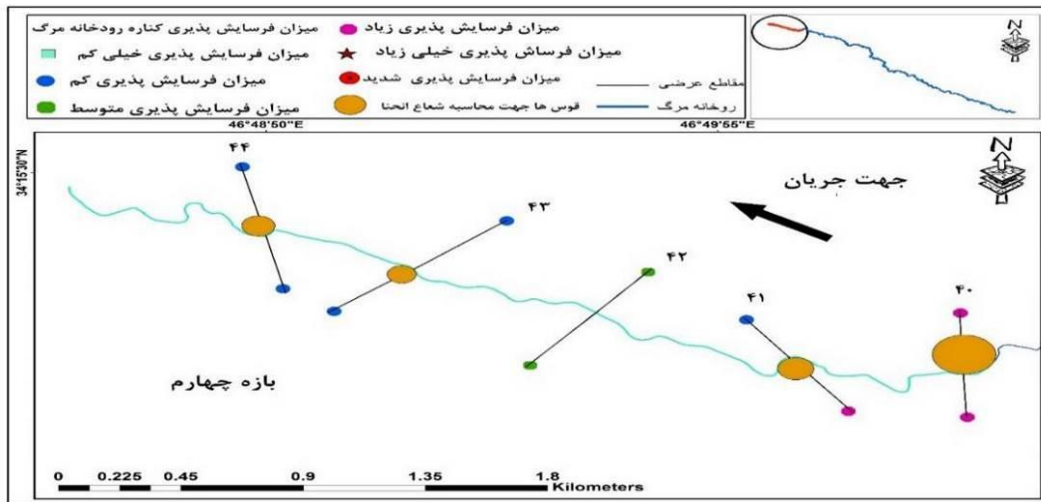 میزان فرسایش پذیری کناره رودخانه مرگ
میزان فرسایش پذیری زیاد
میزان فرسایش پذیری خیلی کم
میزان فرساش پذیری خیلی زیاد
میزان فرسایش پذیری کم
میزان فرسایش پذیری شدید
مقاطع عرضی
میزان فرسایش پذیری متوسط
قوس ها جهت محاسبه شعاع انحنا
روخانه مرگ
N
46°48'50"E
46°49'55"E
34°15'30"N
۴۴
۴۳
۴۲
۴۱
۴۰
جهت جریان
N
بازه چهارم
0 0.225 0.45 0.9 1.35 1.8
Kilometers